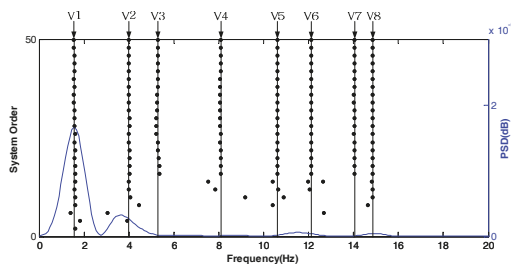 V1 V2 V3 V4 V5 V6 V7 V8
x 10⁻
50
0
System Order
0 2 4 6 8 10 12 14 16 18 20
Frequency(Hz)
2
0
PSD(dB)